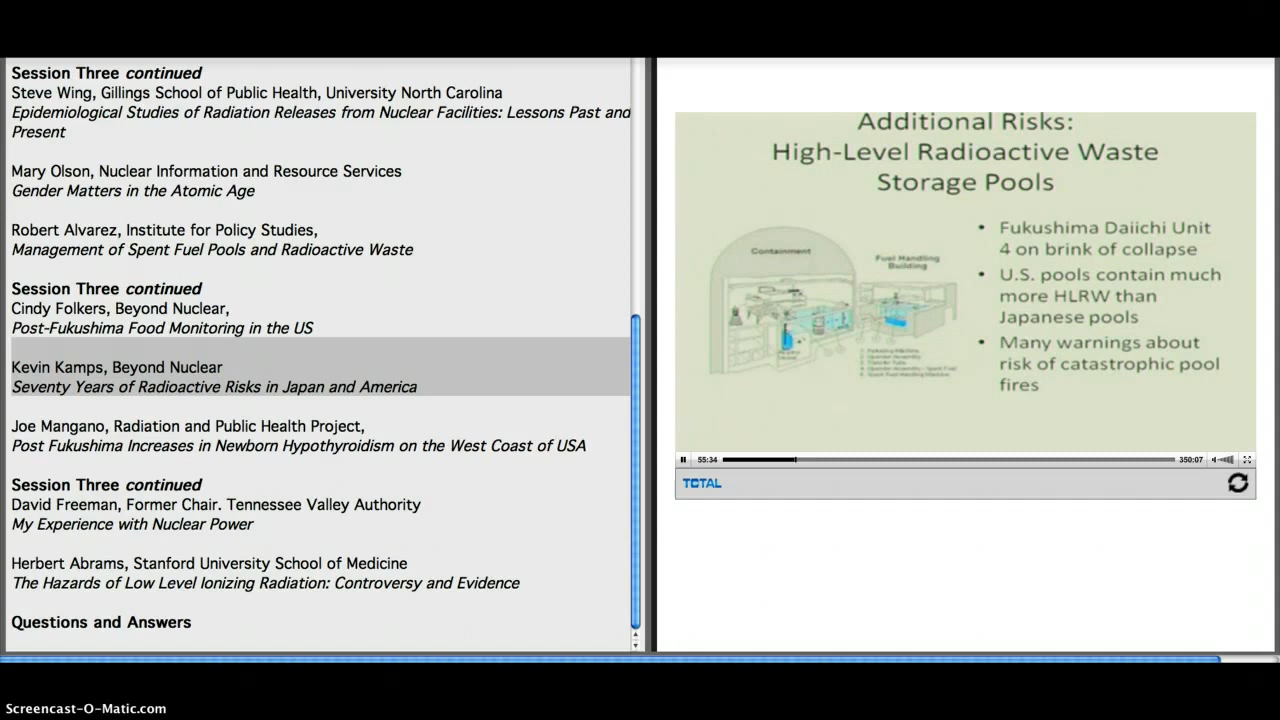 Session Three continued
Steve Wing, Gillings School of Public Health, University North Carolina
Epidemiological Studies of Radiation Releases from Nuclear Facilities: Lessons Past and
Present
Mary Olson, Nuclear Information and Resource Services
Gender Matters in the Atomic Age
Robert Alvarez, Institute for Policy Studies,
Management of Spent Fuel Pools and Radioactive Waste
Session Three continued
Cindy Folkers, Beyond Nuclear,
Post-Fukushima Food Monitoring in the US
Kevin Kamps, Beyond Nuclear
Seventy Years of Radioactive Risks in Japan and America
Joe Mangano, Radiation and Public Health Project,
Post Fukushima Increases in Newborn Hypothyroidism on the West Coast of USA
Session Three continued
David Freeman, Former Chair. Tennessee Valley Authority
My Experience with Nuclear Power
Herbert Abrams, Stanford University School of Medicine
The Hazards of Low Level Ionizing Radiation: Controversy and Evidence
Questions and Answers
Additional Risks:
High-Level Radioactive Waste
Storage Pools
Containment
Fuel Handling
Building
• Fukushima Daiichi Unit
4 on brink of collapse
• U.S. pools contain much
more HLRW than
Japanese pools
• Many warnings about
risk of catastrophic pool
fires
55:34
350:07
TOTAL
Screencast-O-Matic.com